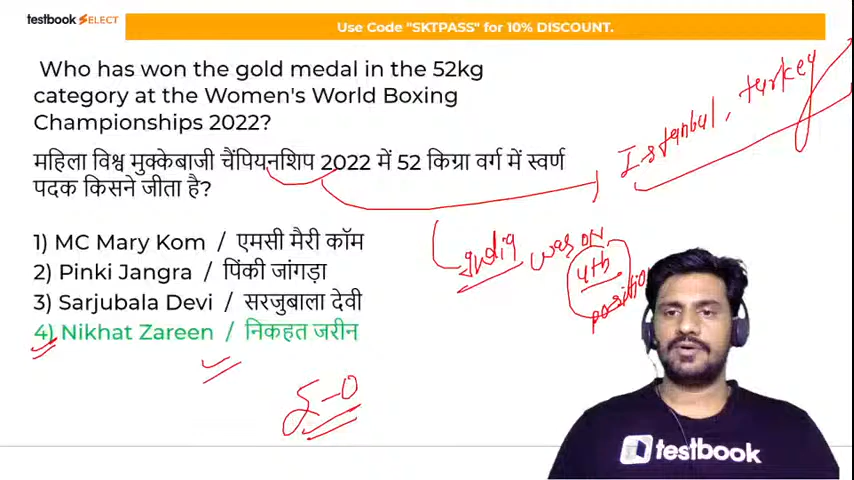 testbook SELECT
Use Code "SKTPASS" for 10% DISCOUNT.
Who has won the gold medal in the 52kg
category at the Women's World Boxing
Championships 2022?
महिला विश्व मुक्केबाजी चैंपियनशिप 2022 में 52 किग्रा वर्ग में स्वर्ण
पदक किसने जीता है?
Istanbul, turkey
1) MC Mary Kom / एमसी मैरी कॉम
2) Pinki Jangra / पिंकी जांगड़ा
3) Sarjubala Devi / सरजुबाला देवी
4) Nikhat Zareen / निकहत जरीन
India was on
4th
position
5-0
testbook